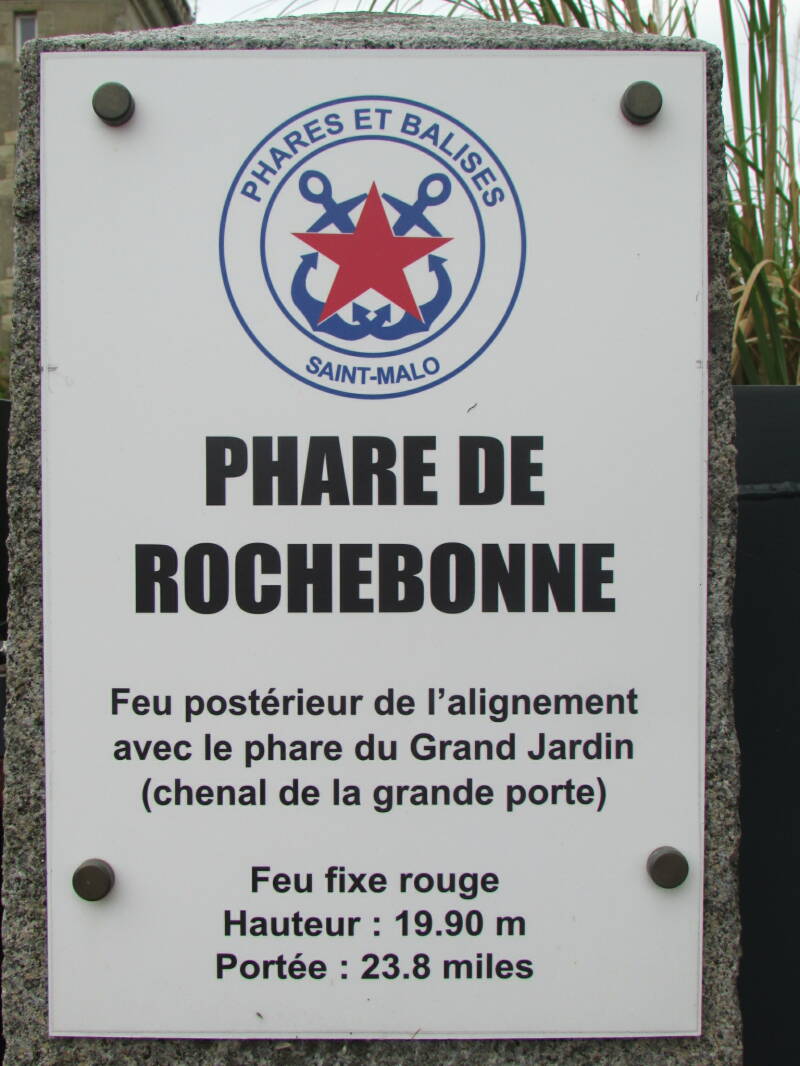 PHARES ET BALISES
SAINT-MALO
PHARE DE
ROCHEBONNE
Feu postérieur de l'alignement
avec le phare du Grand Jardin
(chenal de la grande porte)
Feu fixe rouge
Hauteur : 19.90 m
Portée : 23.8 miles